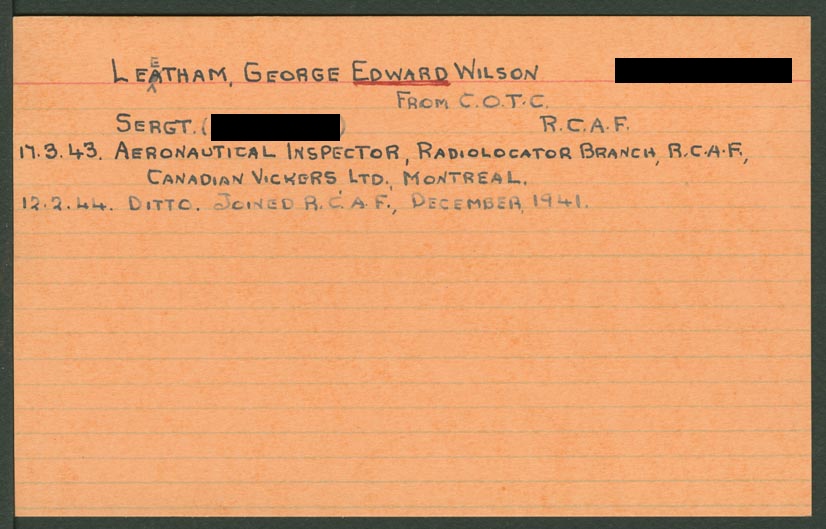 E
LEATHAM, GEORGE EDWARD WILSON
FROM C.O.T.C.
SERGT. ( ) R.C.A.F.
17.3.43. AERONAUTICAL INSPECTOR, RADIOLOCATOR BRANCH, R.C.A.F.,
CANADIAN VICKERS, LTD., MONTREAL.
12.2.44. DITTO. JOINED R.C.A.F., DECEMBER, 1941.